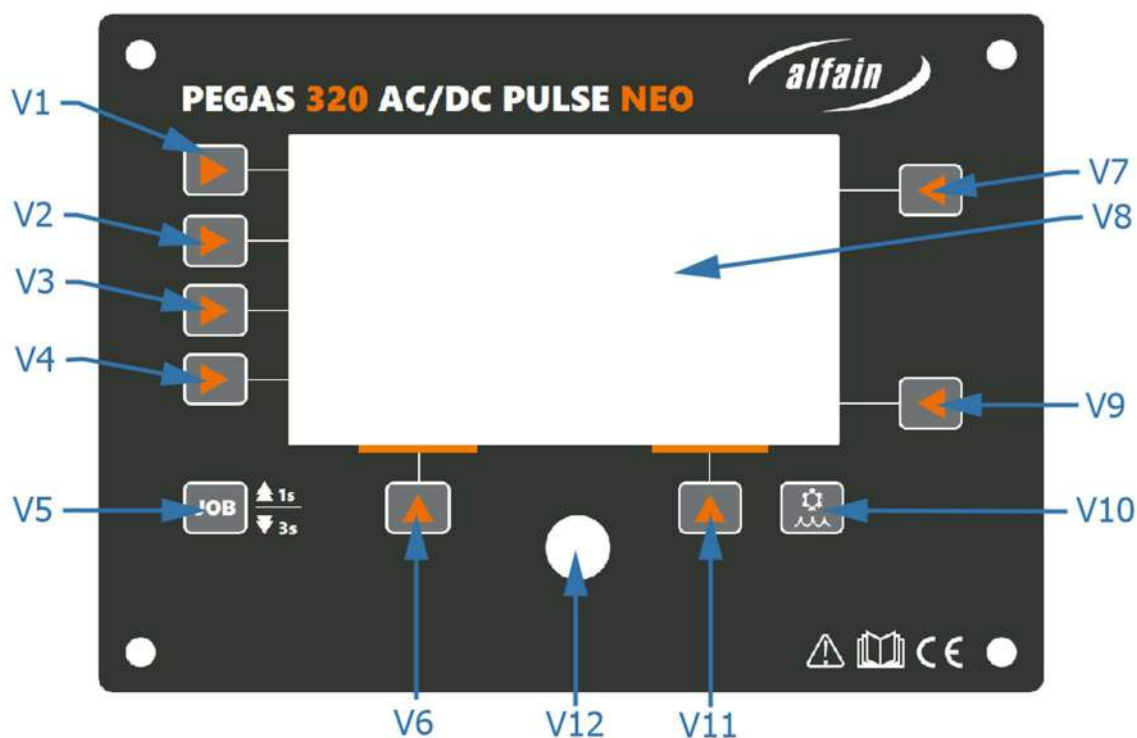 alfain
PEGAS 320 AC/DC PULSE NEO
V1
V2
V3
V4
V5
JOB
1s
3s
V7
V8
V9
V10
V6
V12
V11
CE